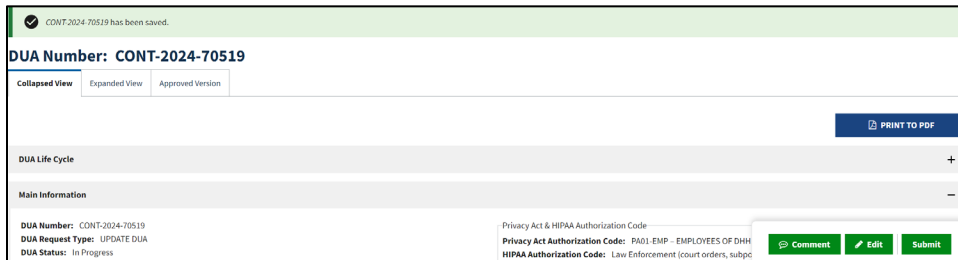 CONT-2024-70519 has been saved.
DUA Number: CONT-2024-70519
Collapsed View Expanded View Approved Version
PRINT TO PDF
DUA Life Cycle
Main Information
DUA Number: CONT-2024-70519
DUA Request Type: UPDATE DUA
DUA Status: In Progress
Privacy Act & HIPAA Authorization Code
Privacy Act Authorization Code: PA01-EMP – EMPLOYEES OF DHH
HIPAA Authorization Code: Law Enforcement (court orders, subpo
Comment Edit Submit